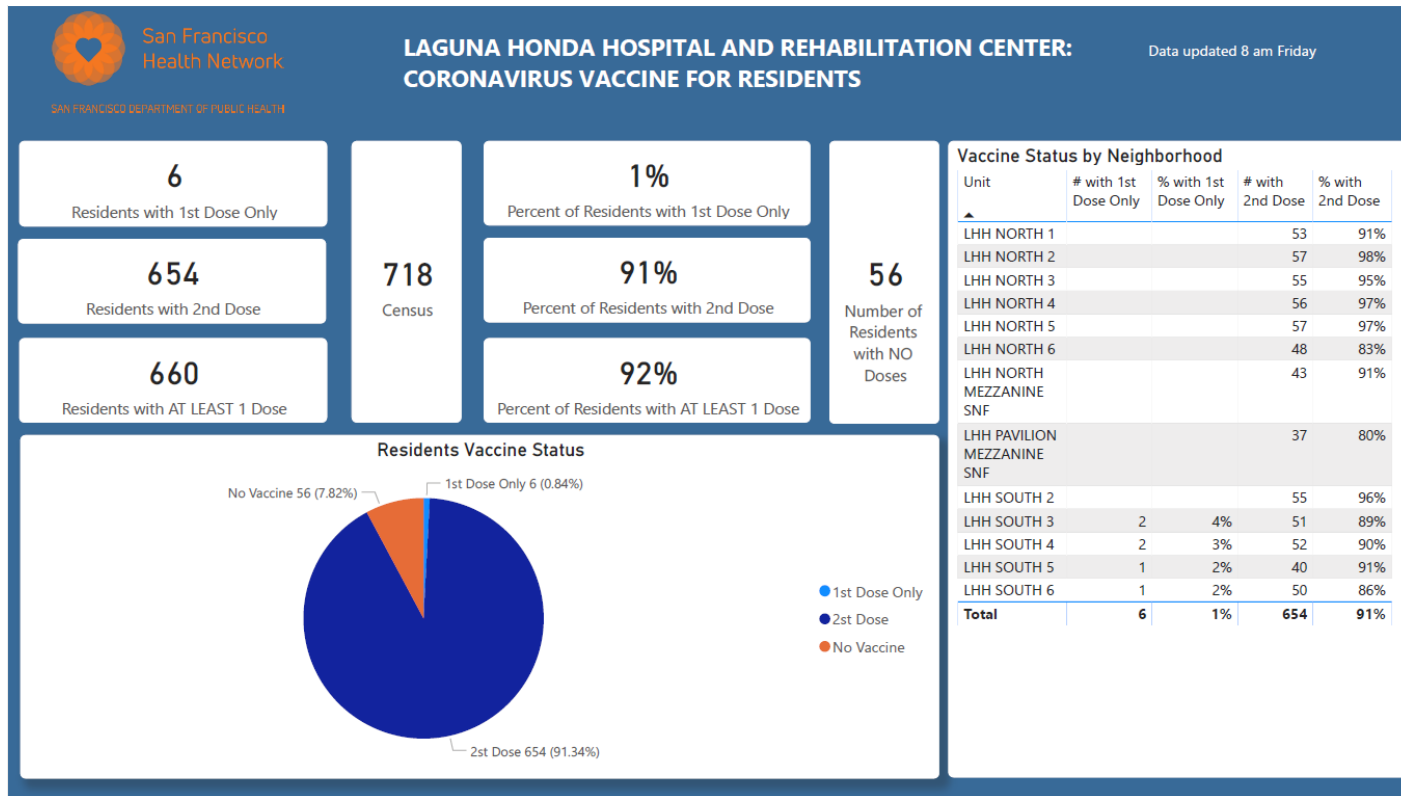 San Francisco
Health Network
SAN FRANCISCO DEPARTMENT OF PUBLIC HEALTH
LAGUNA HONDA HOSPITAL AND REHABILITATION CENTER:
CORONAVIRUS VACCINE FOR RESIDENTS
Data updated 8 am Friday
6
Residents with 1st Dose Only
654
Residents with 2nd Dose
660
Residents with AT LEAST 1 Dose
718
Census
1%
Percent of Residents with 1st Dose Only
91%
Percent of Residents with 2nd Dose
92%
Percent of Residents with AT LEAST 1 Dose
56
Number of
Residents
with NO
Doses
Residents Vaccine Status
No Vaccine 56 (7.82%)
1st Dose Only 6 (0.84%)
2st Dose 654 (91.34%)
1st Dose Only
2st Dose
No Vaccine
Vaccine Status by Neighborhood
Unit # with 1st % with 1st # with % with
Dose Only Dose Only 2nd Dose 2nd Dose
LHH NORTH 1 53 91%
LHH NORTH 2 57 98%
LHH NORTH 3 55 95%
LHH NORTH 4 56 97%
LHH NORTH 5 57 97%
LHH NORTH 6 48 83%
LHH NORTH 43 91%
MEZZANINE
SNF
LHH PAVILION 37 80%
MEZZANINE
SNF
LHH SOUTH 2 55 96%
LHH SOUTH 3 2 4% 51 89%
LHH SOUTH 4 2 3% 52 90%
LHH SOUTH 5 1 2% 40 91%
LHH SOUTH 6 1 2% 50 86%
Total 6 1% 654 91%